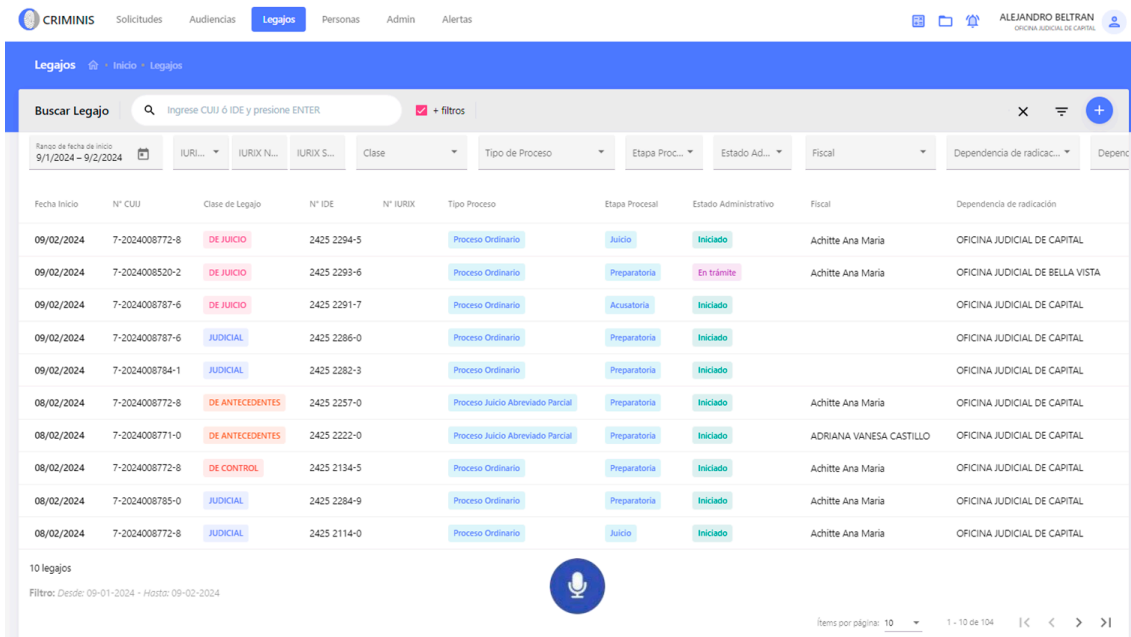 CRIMINIS Solicitudes Audiencias Legajos Personas Admin Alertas ALEJANDRO BELTRAN
OFICINA JUDICIAL DE CAPITAL
Legajos · Inicio · Legajos
Buscar Legajo Ingrese CUIJ ó IDE y presione ENTER + filtros
Rango de fecha de inicio
9/1/2024 – 9/2/2024 IURI... IURIX N... IURIX S... Clase Tipo de Proceso Etapa Proc... Estado Ad... Fiscal Dependencia de radicac... Depend
Fecha Inicio N° CUIJ Clase de Legajo N° IDE N° IURIX Tipo Proceso Etapa Procesal Estado Administrativo Fiscal Dependencia de radicación
09/02/2024 7-2024008772-8 DE JUICIO 2425 2294-5 Proceso Ordinario Juicio Iniciado Achitte Ana Maria OFICINA JUDICIAL DE CAPITAL
09/02/2024 7-2024008520-2 DE JUICIO 2425 2293-6 Proceso Ordinario Preparatoria En trámite Achitte Ana Maria OFICINA JUDICIAL DE BELLA VISTA
09/02/2024 7-2024008787-6 DE JUICIO 2425 2291-7 Proceso Ordinario Acusatoria Iniciado OFICINA JUDICIAL DE CAPITAL
09/02/2024 7-2024008787-6 JUDICIAL 2425 2286-0 Proceso Ordinario Preparatoria Iniciado OFICINA JUDICIAL DE CAPITAL
09/02/2024 7-2024008784-1 JUDICIAL 2425 2282-3 Proceso Ordinario Preparatoria Iniciado OFICINA JUDICIAL DE CAPITAL
08/02/2024 7-2024008772-8 DE ANTECEDENTES 2425 2257-0 Proceso Juicio Abreviado Parcial Preparatoria Iniciado Achitte Ana Maria OFICINA JUDICIAL DE CAPITAL
08/02/2024 7-2024008771-0 DE ANTECEDENTES 2425 2222-0 Proceso Juicio Abreviado Parcial Preparatoria Iniciado ADRIANA VANESA CASTILLO OFICINA JUDICIAL DE CAPITAL
08/02/2024 7-2024008772-8 DE CONTROL 2425 2134-5 Proceso Ordinario Preparatoria Iniciado Achitte Ana Maria OFICINA JUDICIAL DE CAPITAL
08/02/2024 7-2024008785-0 JUDICIAL 2425 2284-9 Proceso Ordinario Preparatoria Iniciado Achitte Ana Maria OFICINA JUDICIAL DE CAPITAL
08/02/2024 7-2024008772-8 JUDICIAL 2425 2114-0 Proceso Ordinario Juicio Iniciado Achitte Ana Maria OFICINA JUDICIAL DE CAPITAL
10 legajos
Filtro: Desde: 09-01-2024 - Hasta: 09-02-2024
Ítems por página: 10 1 - 10 de 104